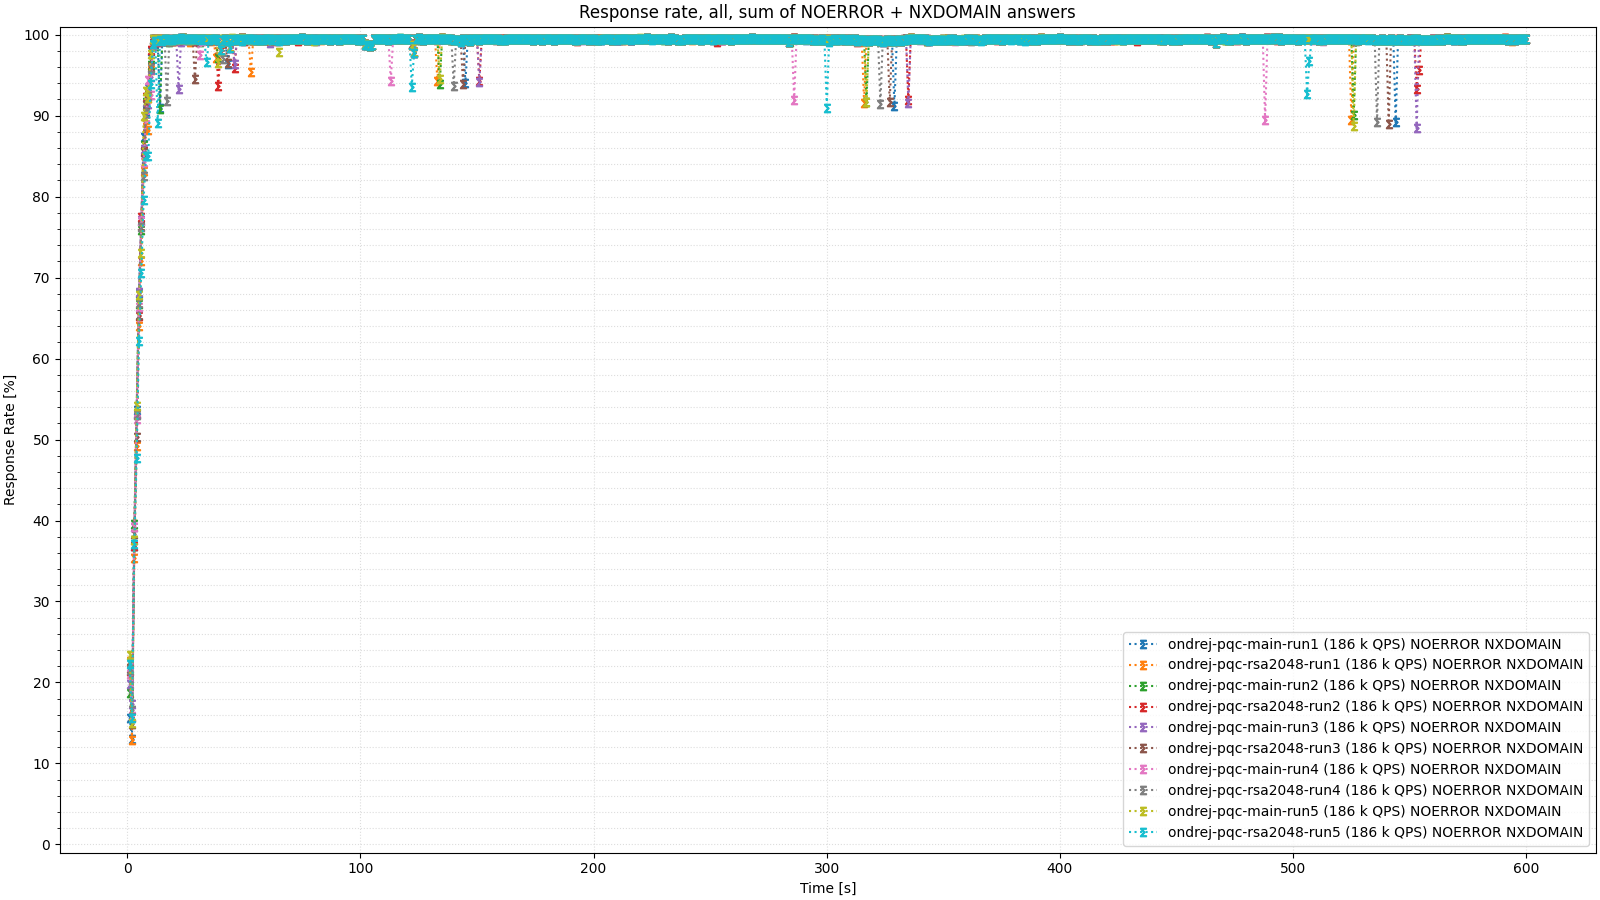 Response rate, all, sum of NOERROR + NXDOMAIN answers
100
90
80
70
60
50
40
30
20
10
0
Response Rate [%]
0 100 200 300 400 500 600
Time [s]
ondrej-pqc-main-run1 (186 k QPS) NOERROR NXDOMAIN
ondrej-pqc-rsa2048-run1 (186 k QPS) NOERROR NXDOMAIN
ondrej-pqc-main-run2 (186 k QPS) NOERROR NXDOMAIN
ondrej-pqc-rsa2048-run2 (186 k QPS) NOERROR NXDOMAIN
ondrej-pqc-main-run3 (186 k QPS) NOERROR NXDOMAIN
ondrej-pqc-rsa2048-run3 (186 k QPS) NOERROR NXDOMAIN
ondrej-pqc-main-run4 (186 k QPS) NOERROR NXDOMAIN
ondrej-pqc-rsa2048-run4 (186 k QPS) NOERROR NXDOMAIN
ondrej-pqc-main-run5 (186 k QPS) NOERROR NXDOMAIN
ondrej-pqc-rsa2048-run5 (186 k QPS) NOERROR NXDOMAIN